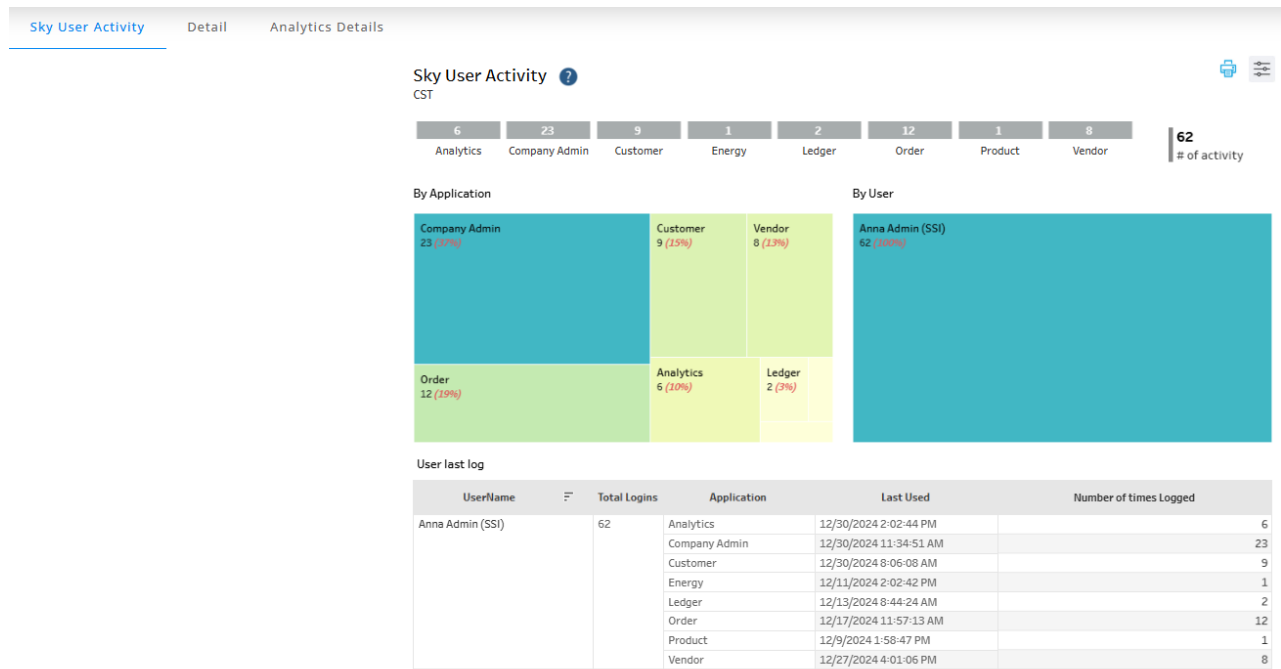 Sky User Activity Detail Analytics Details
Sky User Activity ?
CST
6 23 9 1 2 12 1 8
Analytics Company Admin Customer Energy Ledger Order Product Vendor
62
# of activity
By Application
Company Admin
23 (37%)
Customer
9 (15%)
Vendor
8 (13%)
Order
12 (19%)
Analytics
6 (10%)
Ledger
2 (3%)
By User
Anna Admin (SSI)
62 (100%)
User last log
UserName Total Logins Application Last Used Number of times Logged
Anna Admin (SSI) 62 Analytics 12/30/2024 2:02:44 PM 6
Company Admin 12/30/2024 11:34:51 AM 23
Customer 12/30/2024 8:06:08 AM 9
Energy 12/11/2024 2:02:42 PM 1
Ledger 12/13/2024 8:44:24 AM 2
Order 12/17/2024 11:57:13 AM 12
Product 12/9/2024 1:58:47 PM 1
Vendor 12/27/2024 4:01:06 PM 8